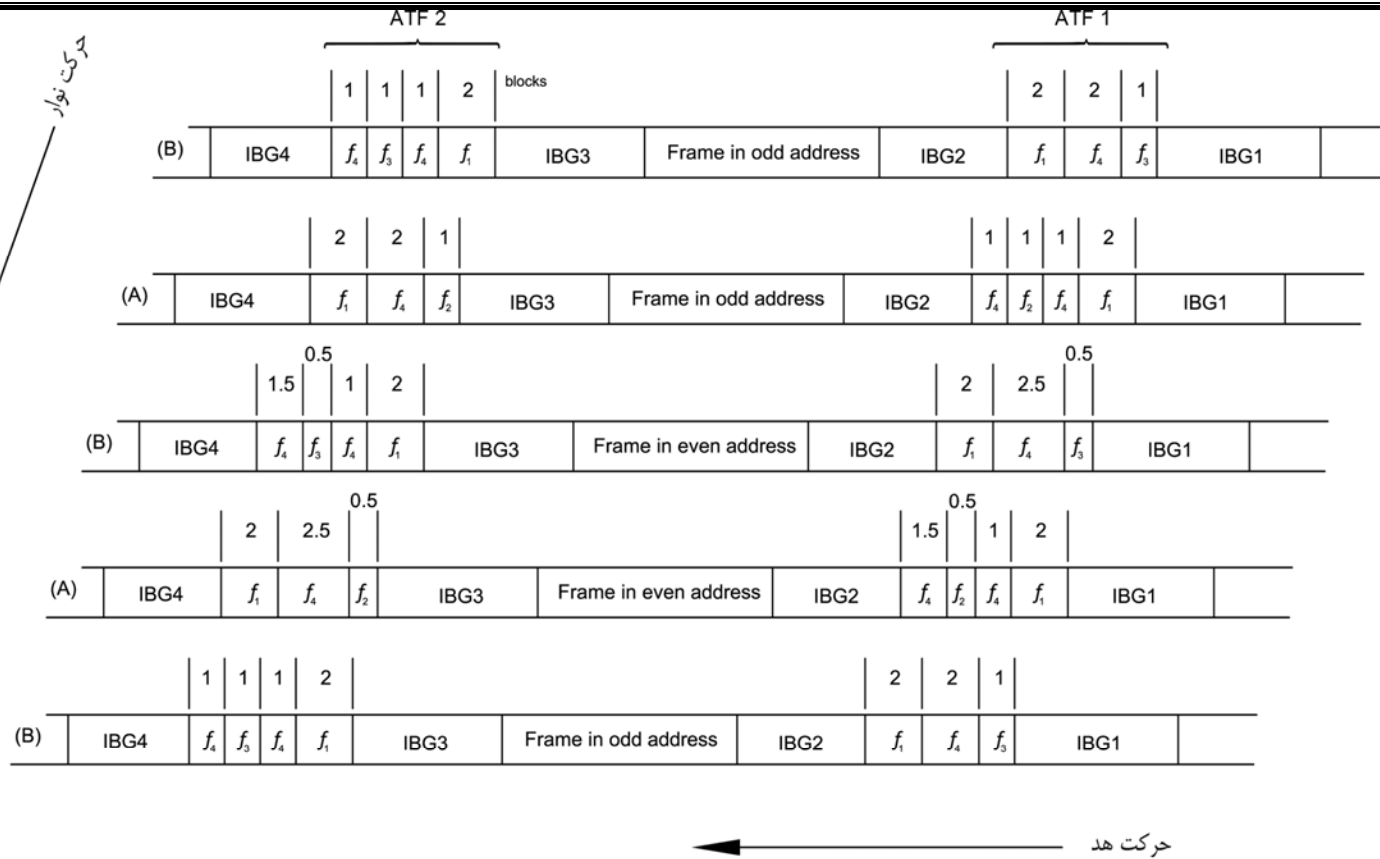 ATF 2 ATF 1
حرکت نوار
1 1 1 2 blocks 2 2 1
(B) IBG4 f₄ f₃ f₄ f₁ IBG3 Frame in odd address IBG2 f₁ f₄ f₃ IBG1
2 2 1 1 1 1 2
(A) IBG4 f₁ f₄ f₂ IBG3 Frame in odd address IBG2 f₄ f₂ f₄ f₁ IBG1
0.5 0.5
1.5 1 2 2 2.5
(B) IBG4 f₄ f₃ f₄ f₁ IBG3 Frame in even address IBG2 f₁ f₄ f₃ IBG1
0.5 0.5
2 2.5 1.5 1 2
(A) IBG4 f₁ f₄ f₂ IBG3 Frame in even address IBG2 f₄ f₂ f₄ f₁ IBG1
1 1 1 2 2 2 1
(B) IBG4 f₄ f₃ f₄ f₁ IBG3 Frame in odd address IBG2 f₁ f₄ f₃ IBG1
حرکت هد